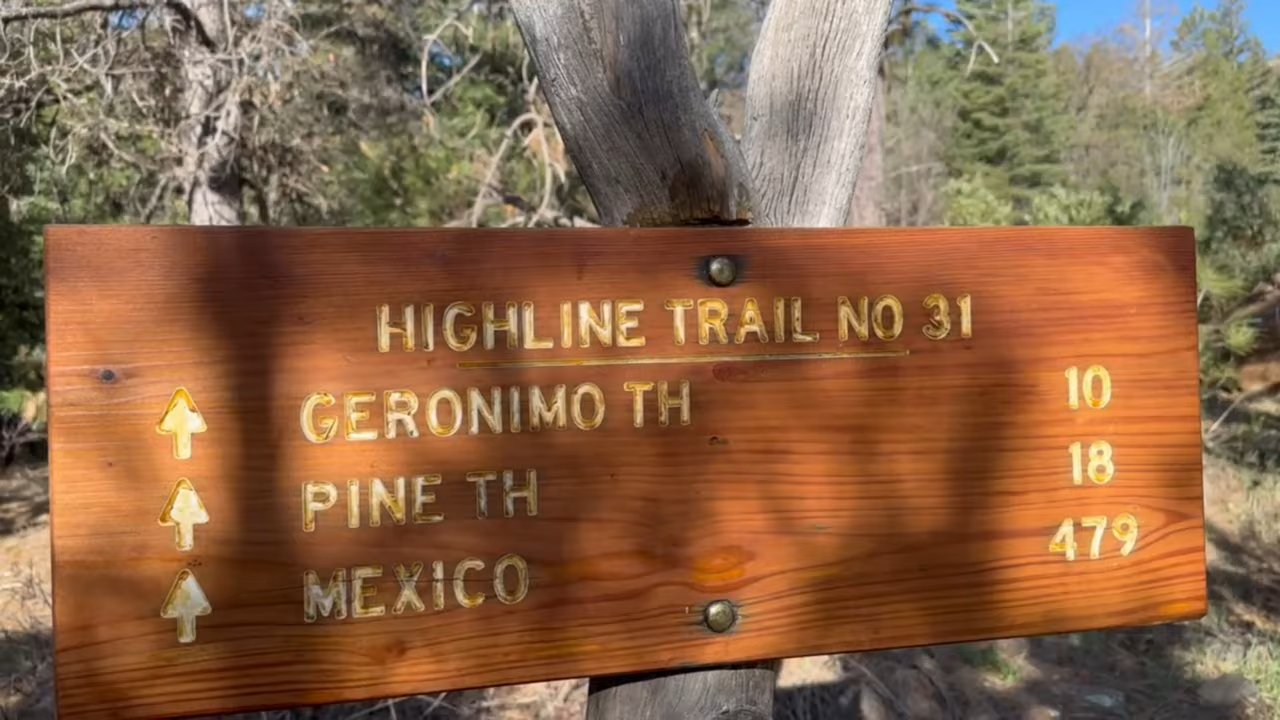 HIGHLINE TRAIL NO 31
GERONIMO TH 10
PINE TH 18
MEXICO 479